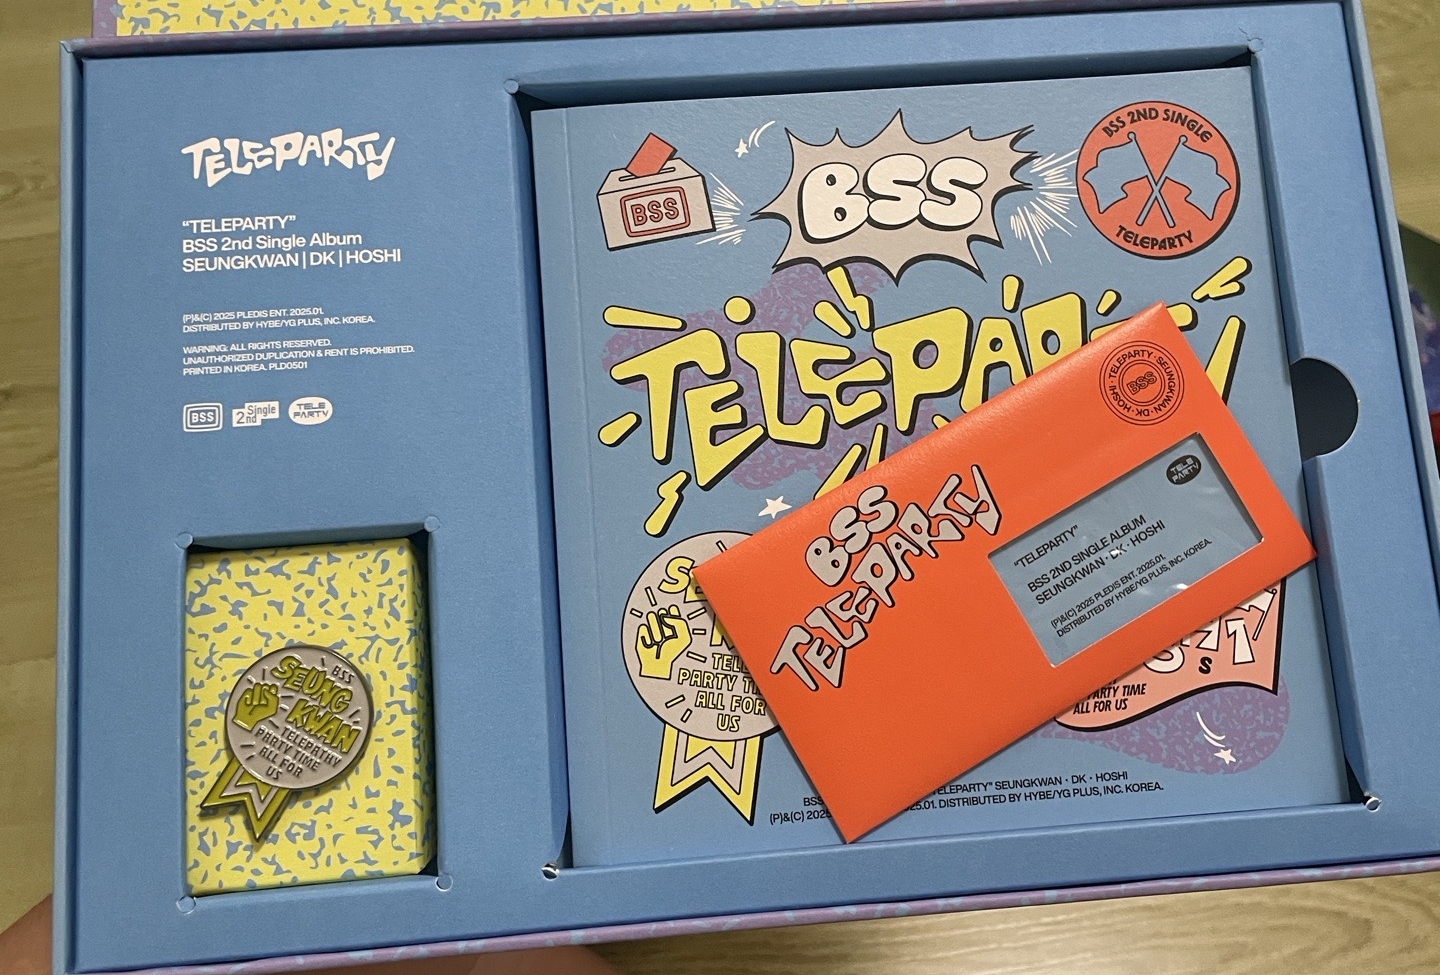 TELEPARTY
"TELEPARTY"
BSS 2nd Single Album
SEUNGKWAN | DK | HOSHI
(P)&(C) 2025 PLEDIS ENT. 2025.01.
DISTRIBUTED BY HYBE/YG PLUS, INC. KOREA.
WARNING: ALL RIGHTS RESERVED.
UNAUTHORIZED DUPLICATION & RENT IS PROHIBITED.
PRINTED IN KOREA. PLD0501
BSS
2nd Single
TELE
PARTY
BSS
SEUNG
KWAN
TELEPATHY
PARTY TIME
ALL FOR
US
BSS
BSS
BSS 2ND SINGLE
TELEPARTY
TELEPAR
TELE
PARTY TI
ALL FOR
US
PARTY TIME
ALL FOR US
TELEPARTY" SEUNGKWAN · DK · HOSHI
(P)&(C) 2025
.01. DISTRIBUTED BY HYBE/YG PLUS, INC. KOREA.
TELEPARTY · SEUNGKWAN · DK · HOSHI ·
BSS
BSS
TELEPARTY
TELE
PARTY
"TELEPARTY"
BSS 2ND SINGLE ALBUM
SEUNGKWAN · DK · HOSHI
(P)&(C) 2025 PLEDIS ENT. 2025.01.
DISTRIBUTED BY HYBE/YG PLUS, INC. KOREA.